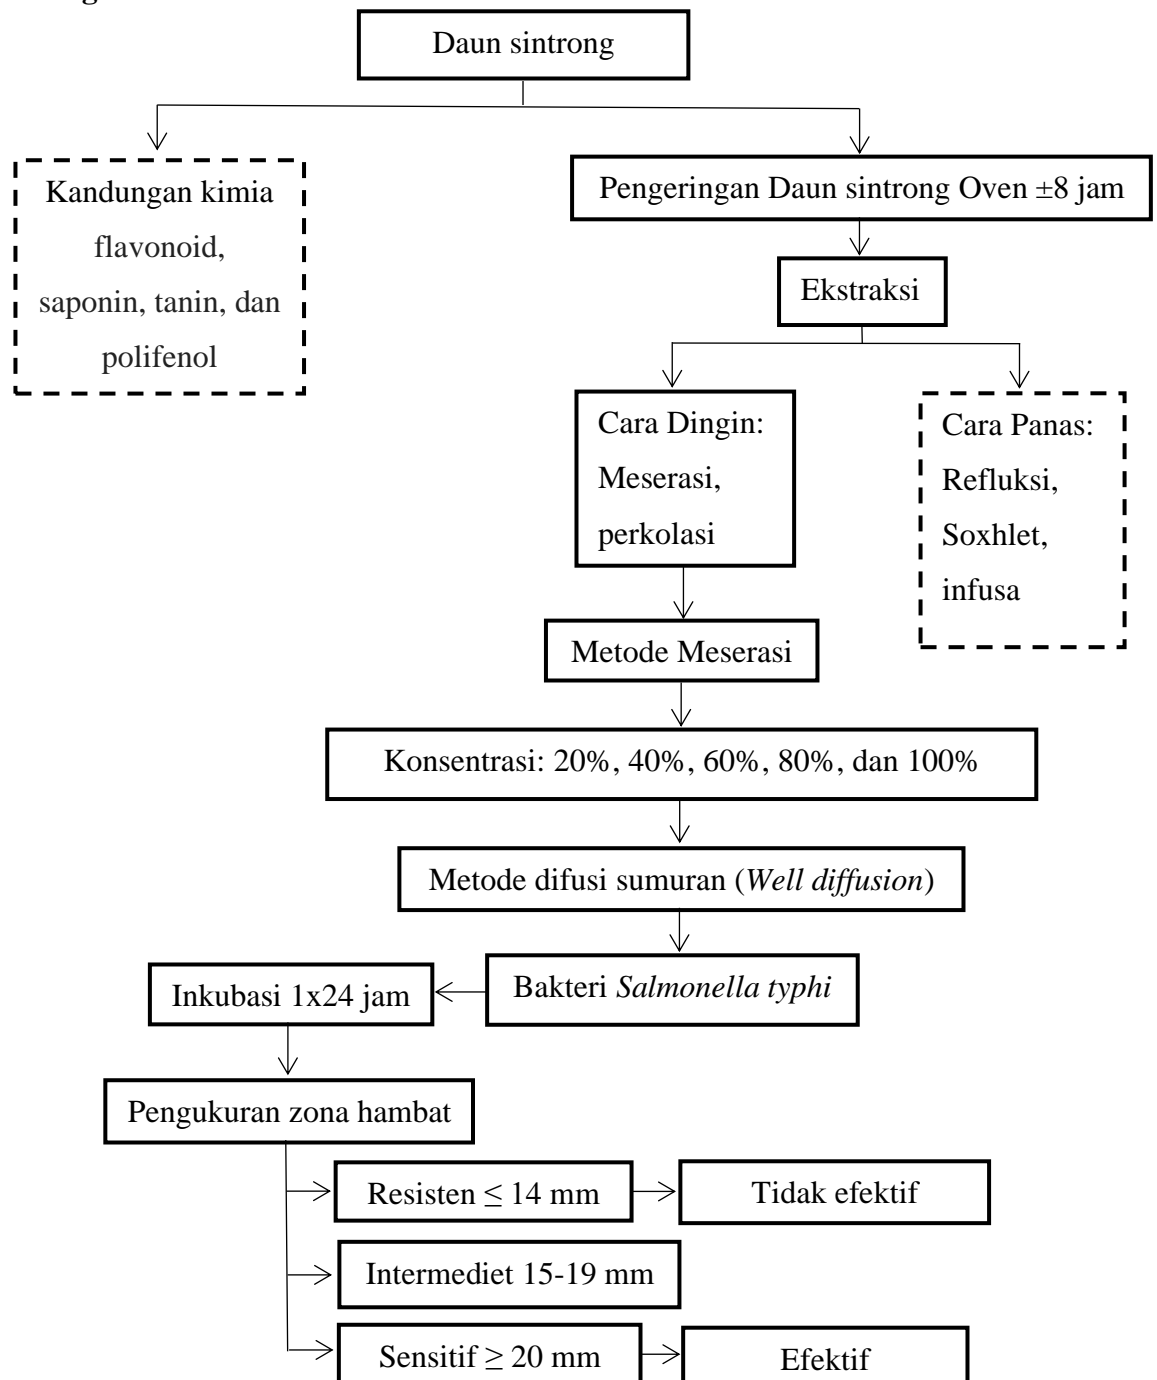 Daun sintrong
Kandungan kimia
flavonoid,
saponin, tanin, dan
polifenol
Pengeringan Daun sintrong Oven ±8 jam
Ekstraksi
Cara Dingin:
Meserasi,
perkolasi
Cara Panas:
Refluksi,
Soxhlet,
infusa
Metode Meserasi
Konsentrasi: 20%, 40%, 60%, 80%, dan 100%
Metode difusi sumuran (Well diffusion)
Bakteri Salmonella typhi
Inkubasi 1x24 jam
Pengukuran zona hambat
Resisten ≤ 14 mm
Tidak efektif
Intermediet 15-19 mm
Sensitif ≥ 20 mm
Efektif